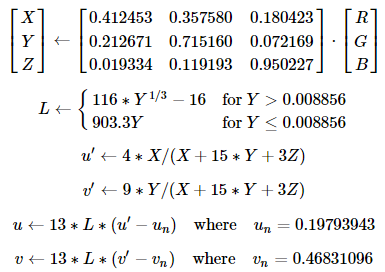 [X Y Z] ← [0.412453 0.357580 0.180423; 0.212671 0.715160 0.072169; 0.019334 0.119193 0.950227] · [R G B]
L ← { 116 * Y^{1/3} − 16 for Y > 0.008856
903.3Y for Y ≤ 0.008856
u′ ← 4 * X/(X + 15 * Y + 3Z)
v′ ← 9 * Y/(X + 15 * Y + 3Z)
u ← 13 * L * (u′ − u_n) where u_n = 0.19793943
v ← 13 * L * (v′ − v_n) where v_n = 0.46831096